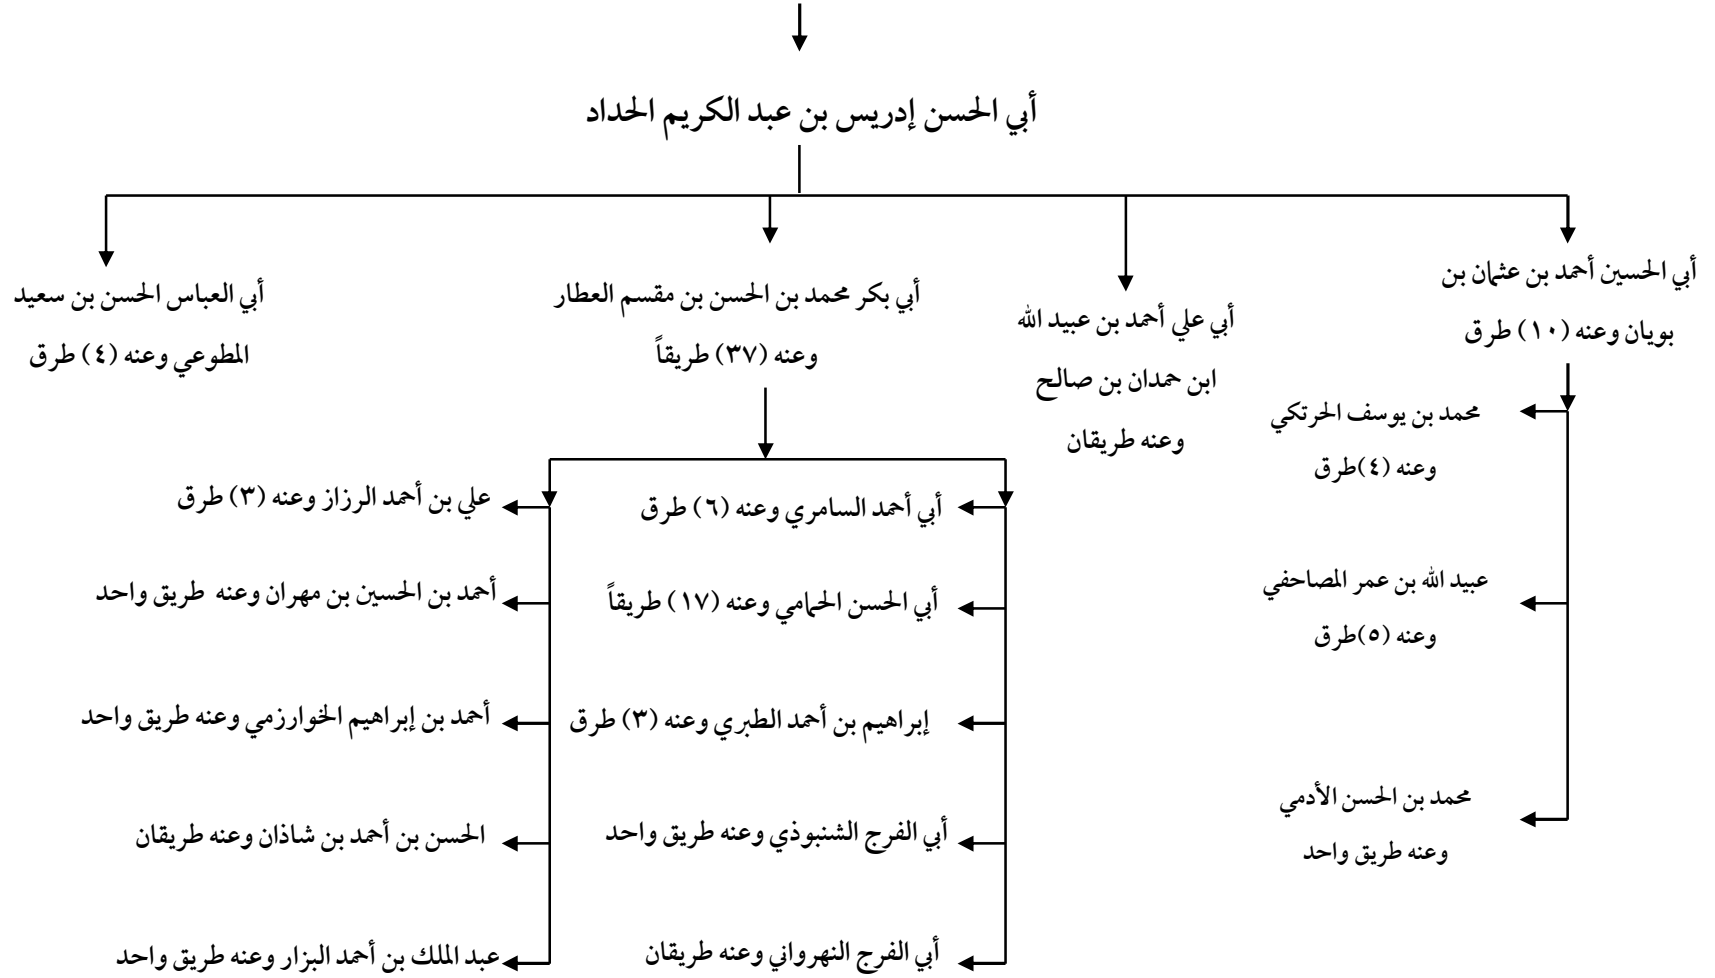 أبي الحسن إدريس بن عبد الكريم الحداد
أبي الحسين أحمد بن عثمان بن
بويان وعنه (١٠) طرق
محمد بن يوسف الحرتكي
وعنه (٤)طرق
عبيد الله بن عمر المصاحفي
وعنه (٥)طرق
محمد بن الحسن الأدمي
وعنه طريق واحد
أبي علي أحمد بن عبيد الله
ابن حمدان بن صالح
وعنه طريقان
أبي بكر محمد بن الحسن بن مقسم العطار
وعنه (٣٧) طريقاً
أبي أحمد السامري وعنه (٦) طرق
أبي الحسن الحمامي وعنه (١٧) طريقاً
إبراهيم بن أحمد الطبري وعنه (٣) طرق
أبي الفرج الشنبوذي وعنه طريق واحد
أبي الفرج النهرواني وعنه طريقان
علي بن أحمد الرزاز وعنه (٣) طرق
أحمد بن الحسين بن مهران وعنه طريق واحد
أحمد بن إبراهيم الخوارزمي وعنه طريق واحد
الحسن بن أحمد بن شاذان وعنه طريقان
عبد الملك بن أحمد البزار وعنه طريق واحد
أبي العباس الحسن بن سعيد
المطوعي وعنه (٤) طرق